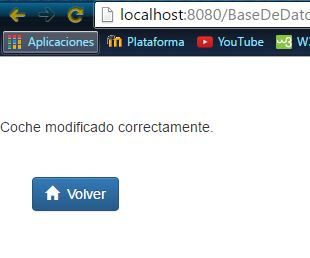 localhost:8080/BaseDeDato
Aplicaciones Plataforma YouTube W3
Coche modificado correctamente.
Volver